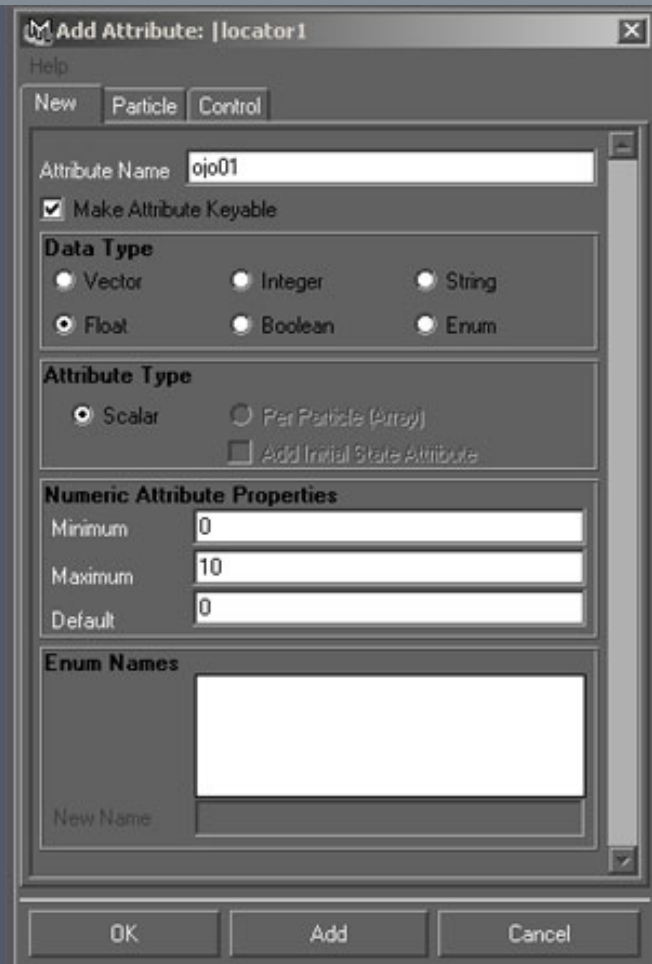 Add Attribute: |locator1
Help
New Particle Control
Attribute Name ojo01
Make Attribute Keyable
Data Type
Vector Integer String
Float Boolean Enum
Attribute Type
Scalar Per Particle (Array)
Add Initial State Attribute
Numeric Attribute Properties
Minimum 0
Maximum 10
Default 0
Enum Names
New Name
OK Add Cancel